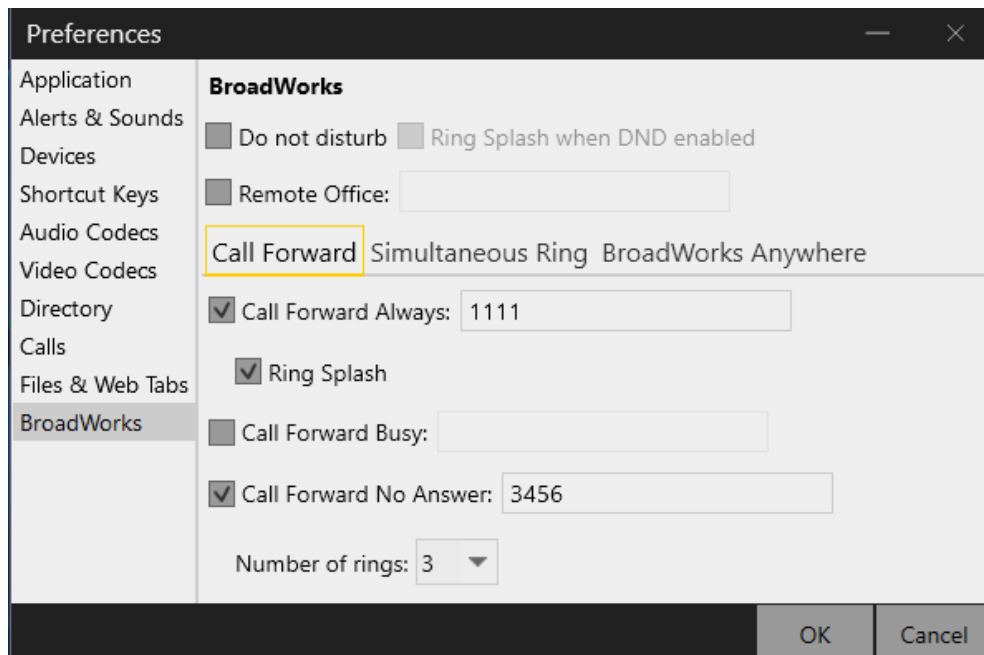 Preferences
Application
Alerts & Sounds
Devices
Shortcut Keys
Audio Codecs
Video Codecs
Directory
Calls
Files & Web Tabs
BroadWorks
BroadWorks
Do not disturb Ring Splash when DND enabled
Remote Office:
Call Forward Simultaneous Ring BroadWorks Anywhere
Call Forward Always: 1111
Ring Splash
Call Forward Busy:
Call Forward No Answer: 3456
Number of rings: 3
OK Cancel